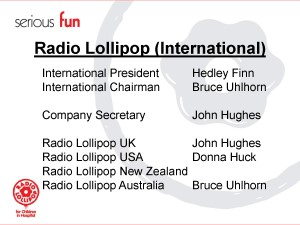 serious fun
Radio Lollipop (International)
International President Hedley Finn
International Chairman Bruce Uhlhorn
Company Secretary John Hughes
Radio Lollipop UK John Hughes
Radio Lollipop USA Donna Huck
Radio Lollipop New Zealand
Radio Lollipop Australia Bruce Uhlhorn
RADIO LOLLIPOP
for Children
in Hospital